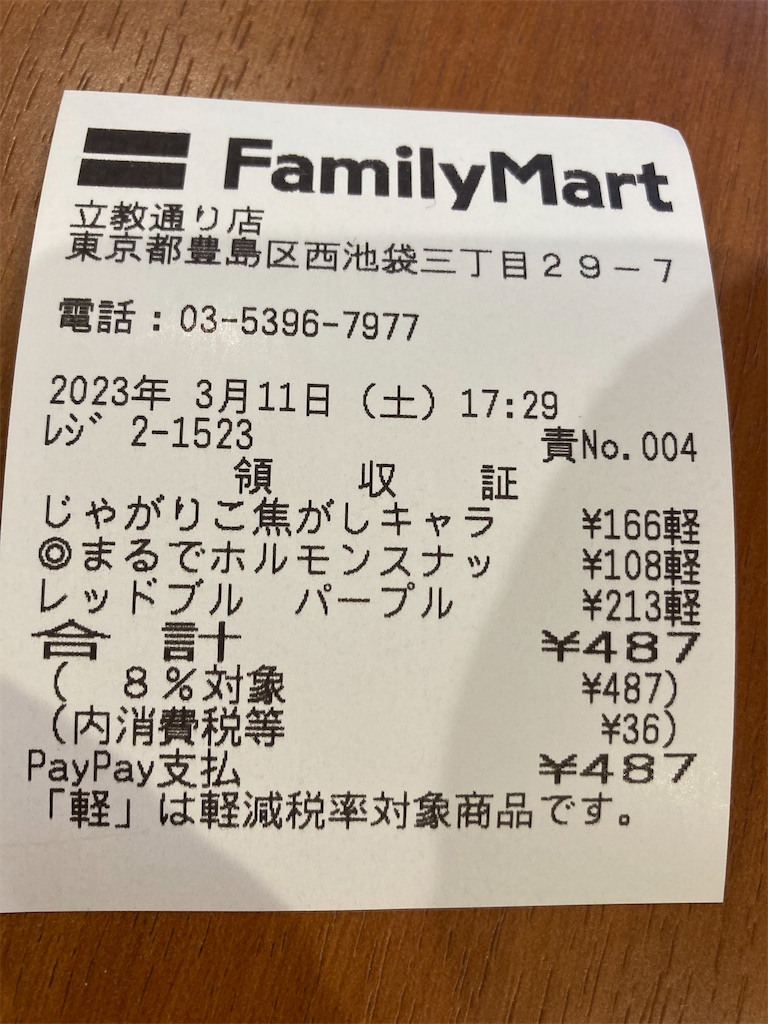 FamilyMart
立教通り店
東京都豊島区西池袋三丁目29-7
電話:03-5396-7977
2023年 3月11日(土)17:29
レジ 2-1523 責No.004
領 収 証
じゃがりこ焦がしキャラ ¥166軽
◎まるでホルモンスナッ ¥108軽
レッドブル パープル ¥213軽
合 計 ¥487
( 8%対象 ¥487)
(内消費税等 ¥36)
PayPay支払 ¥487
「軽」は軽減税率対象商品です。